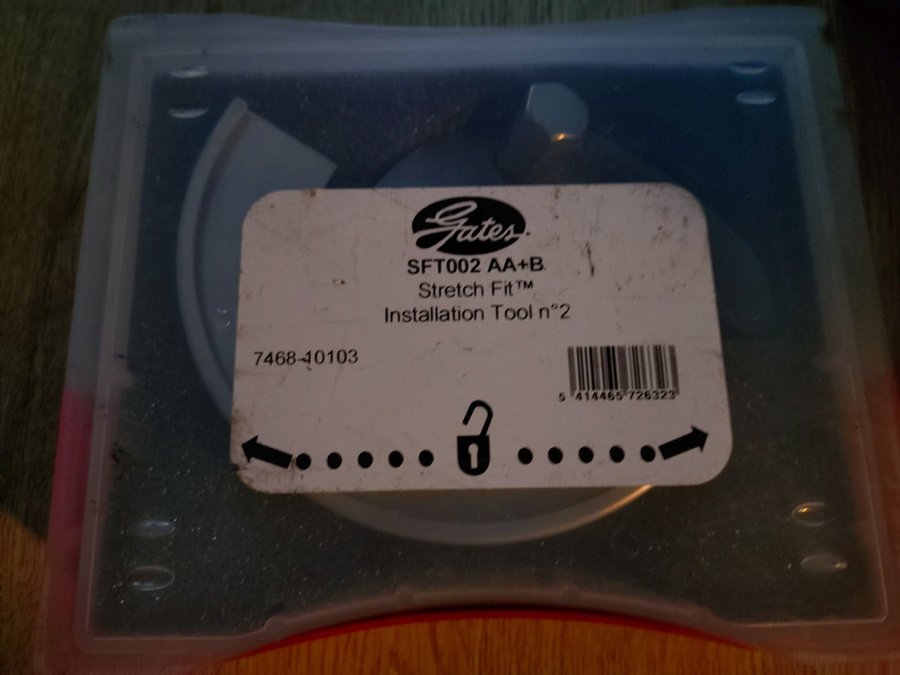 Gates
SFT002 AA+B
Stretch Fit™
Installation Tool n°2
7468-10103
5 414465 726323